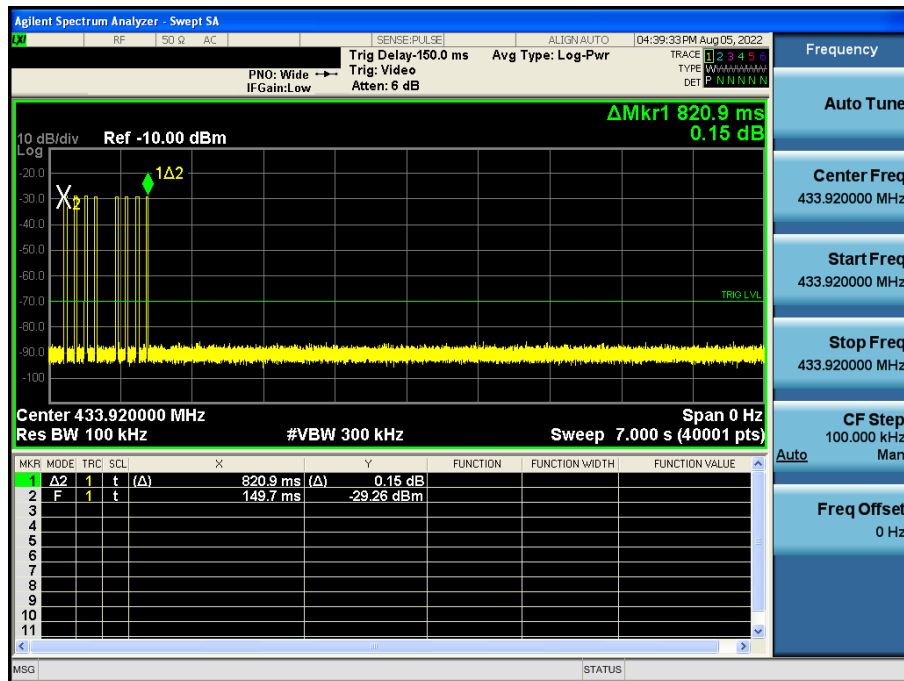 Agilent Spectrum Analyzer - Swept SA
LXI RF 50 Ω AC SENSE:PULSE ALIGNAUTO 04:39:33 PM Aug 05, 2022
PNO: Wide
IFGain:Low
Trig Delay-150.0 ms
Trig: Video
Atten: 6 dB
Avg Type: Log-Pwr
TRACE 1 2 3 4 5 6
TYPE WWWWWW
DET P N N N N N
ΔMkr1 820.9 ms
0.15 dB
10 dB/div Ref -10.00 dBm
Log
-20.0
-30.0
-40.0
-50.0
-60.0
-70.0
-80.0
-90.0
-100
X2
1Δ2
TRIG LVL
Center 433.920000 MHz Span 0 Hz
Res BW 100 kHz #VBW 300 kHz Sweep 7.000 s (40001 pts)
MKR MODE TRC SCL X Y FUNCTION FUNCTION WIDTH FUNCTION VALUE
1 Δ2 1 t (Δ) 820.9 ms (Δ) 0.15 dB
2 F 1 t 149.7 ms -29.26 dBm
3
4
5
6
7
8
9
10
11
MSG STATUS
Frequency
Auto Tune
Center Freq
433.920000 MHz
Start Freq
433.920000 MHz
Stop Freq
433.920000 MHz
CF Step
100.000 kHz
Auto Man
Freq Offset
0 Hz